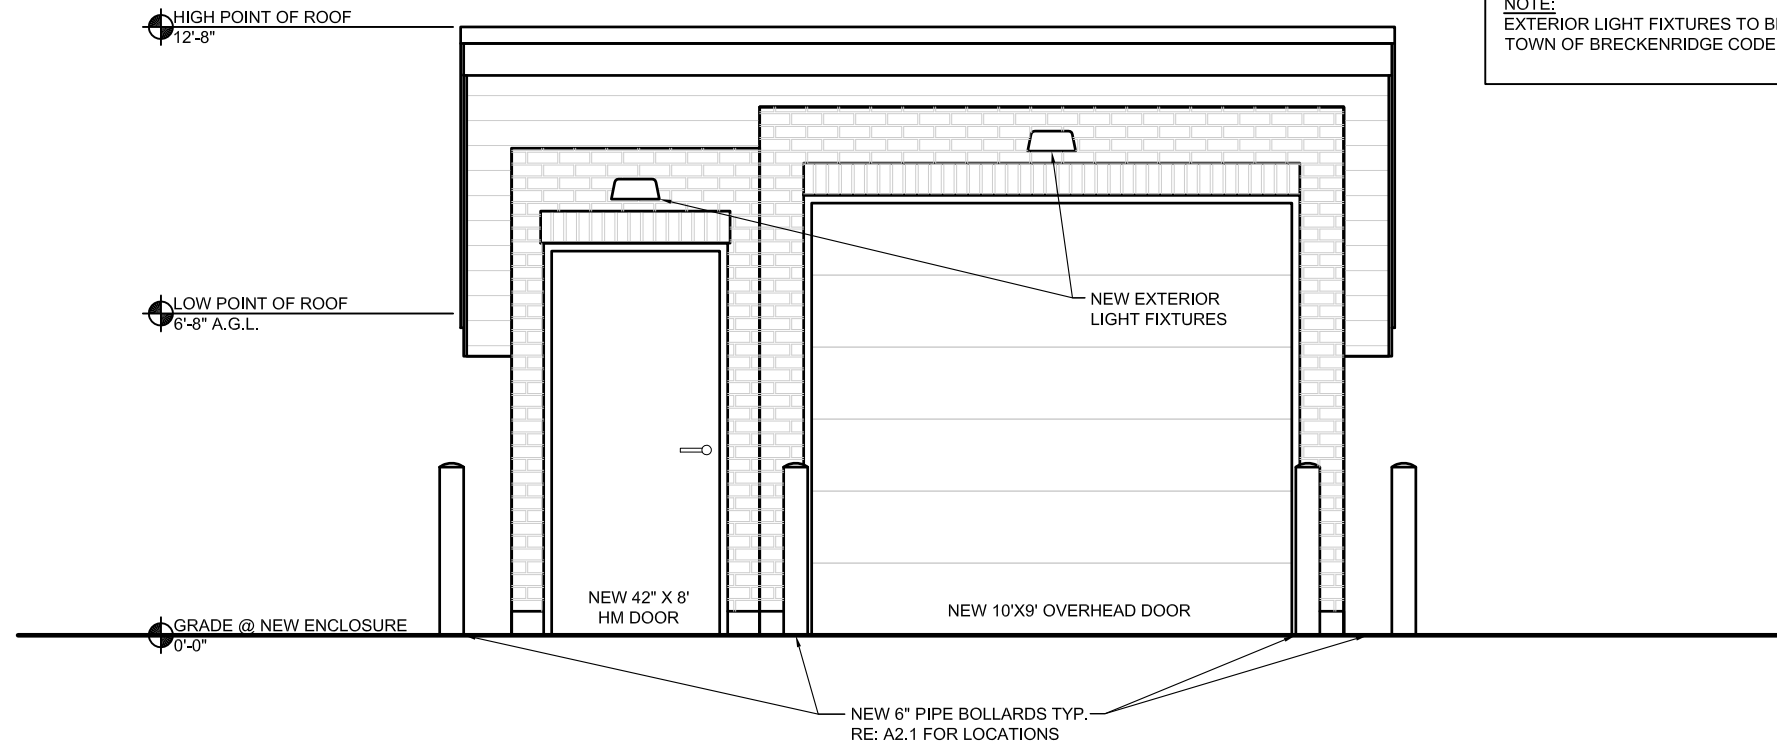 HIGH POINT OF ROOF
12'-8"
NOTE:
EXTERIOR LIGHT FIXTURES TO
TOWN OF BRECKENRIDGE CODE
LOW POINT OF ROOF
6'-8" A.G.L.
NEW EXTERIOR
LIGHT FIXTURES
NEW 42" X 8'
HM DOOR
NEW 10'X9' OVERHEAD DOOR
GRADE @ NEW ENCLOSURE
0'-0"
NEW 6" PIPE BOLLARDS TYP.
RE: A2.1 FOR LOCATIONS